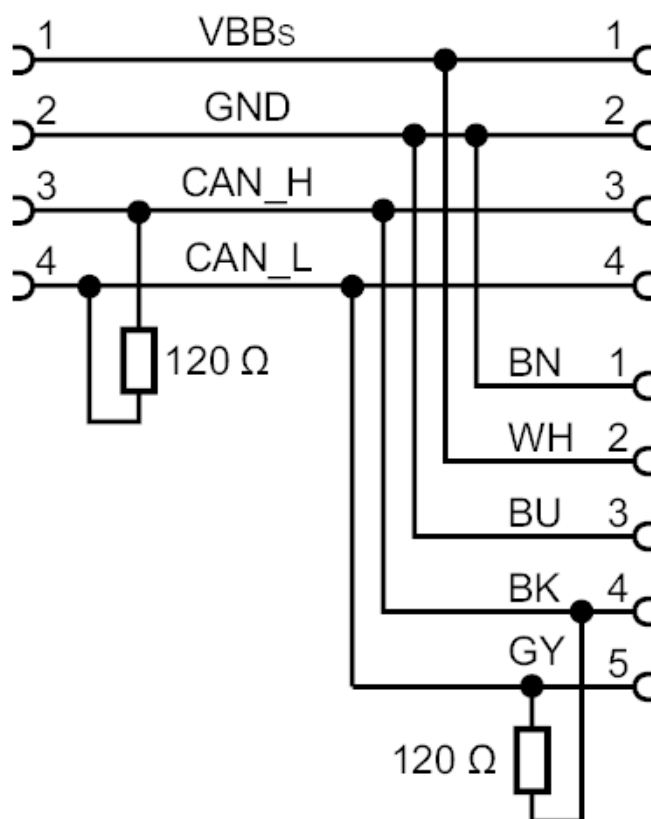 1 VBBs 1
2 GND 2
3 CAN_H 3
4 CAN_L 4
120 Ω
BN 1
WH 2
BU 3
BK 4
GY 5
120 Ω